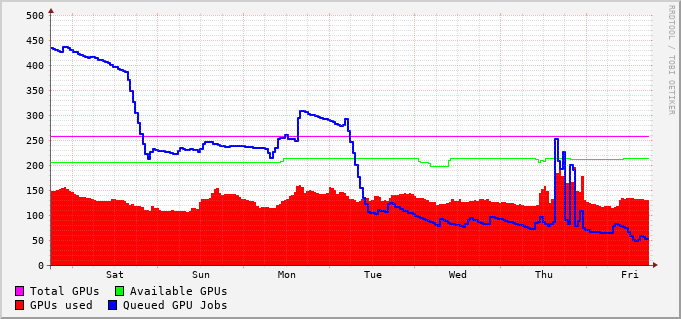 500
450
400
350
300
250
200
150
100
50
0
Sat Sun Mon Tue Wed Thu Fri
Total GPUs Available GPUs
GPUs used Queued GPU Jobs
RRDTOOL / TOBI OETIKER